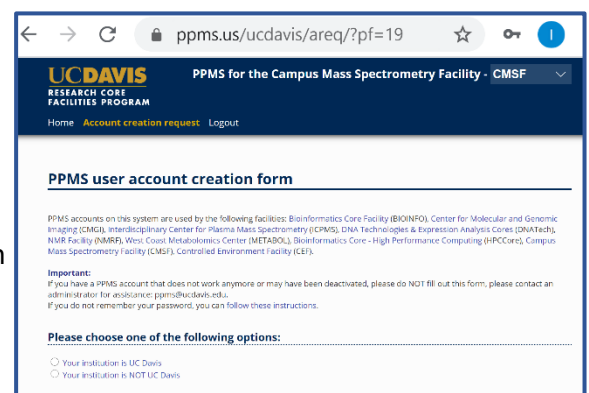 ppms.us/ucdavis/areq/?pf=19
I
UCDAVIS
RESEARCH CORE
FACILITIES PROGRAM
PPMS for the Campus Mass Spectrometry Facility - CMSF
Home Account creation request Logout
PPMS user account creation form
PPMS accounts on this system are used by the following facilities: Bioinformatics Core Facility (BIOINFO), Center for Molecular and Genomic
Imaging (CMGI), Interdisciplinary Center for Plasma Mass Spectrometry (ICPMS), DNA Technologies & Expression Analysis Cores (DNATech),
NMR Facility (NMRF), West Coast Metabolomics Center (METABOL), Bioinformatics Core - High Performance Computing (HPCCore), Campus
Mass Spectrometry Facility (CMSF), Controlled Environment Facility (CEF).
Important:
If you have a PPMS account that does not work anymore or may have been deactivated, please do NOT fill out this form, please contact an
administrator for assistance: ppms@ucdavis.edu.
If you do not remember your password, you can follow these instructions.
Please choose one of the following options:
Your institution is UC Davis
Your institution is NOT UC Davis